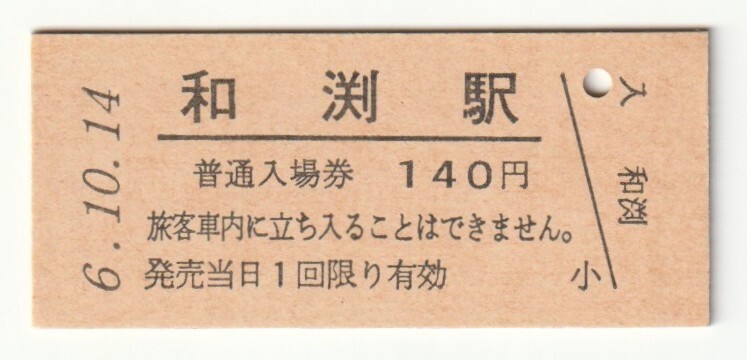 6.10.14
和渕駅
普通入場券 140円
旅客車内に立ち入ることはできません。
発売当日1回限り有効
小
入 和渕